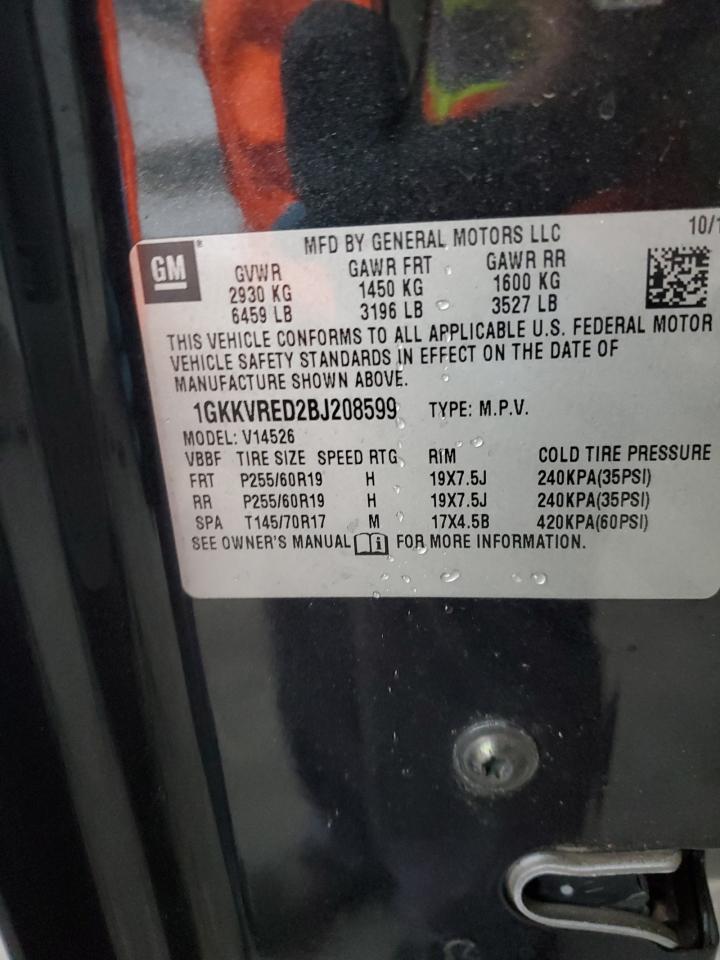 10/1
GM
MFD BY GENERAL MOTORS LLC
GVWR GAWR FRT GAWR RR
2930 KG 1450 KG 1600 KG
6459 LB 3196 LB 3527 LB
THIS VEHICLE CONFORMS TO ALL APPLICABLE U.S. FEDERAL MOTOR
VEHICLE SAFETY STANDARDS IN EFFECT ON THE DATE OF
MANUFACTURE SHOWN ABOVE.
1GKKVRED2BJ208599 TYPE: M.P.V.
MODEL: V14526
VBBF TIRE SIZE SPEED RTG RIM COLD TIRE PRESSURE
FRT P255/60R19 H 19X7.5J 240KPA(35PSI)
RR P255/60R19 H 19X7.5J 240KPA(35PSI)
SPA T145/70R17 M 17X4.5B 420KPA(60PSI)
SEE OWNER'S MANUAL FOR MORE INFORMATION.